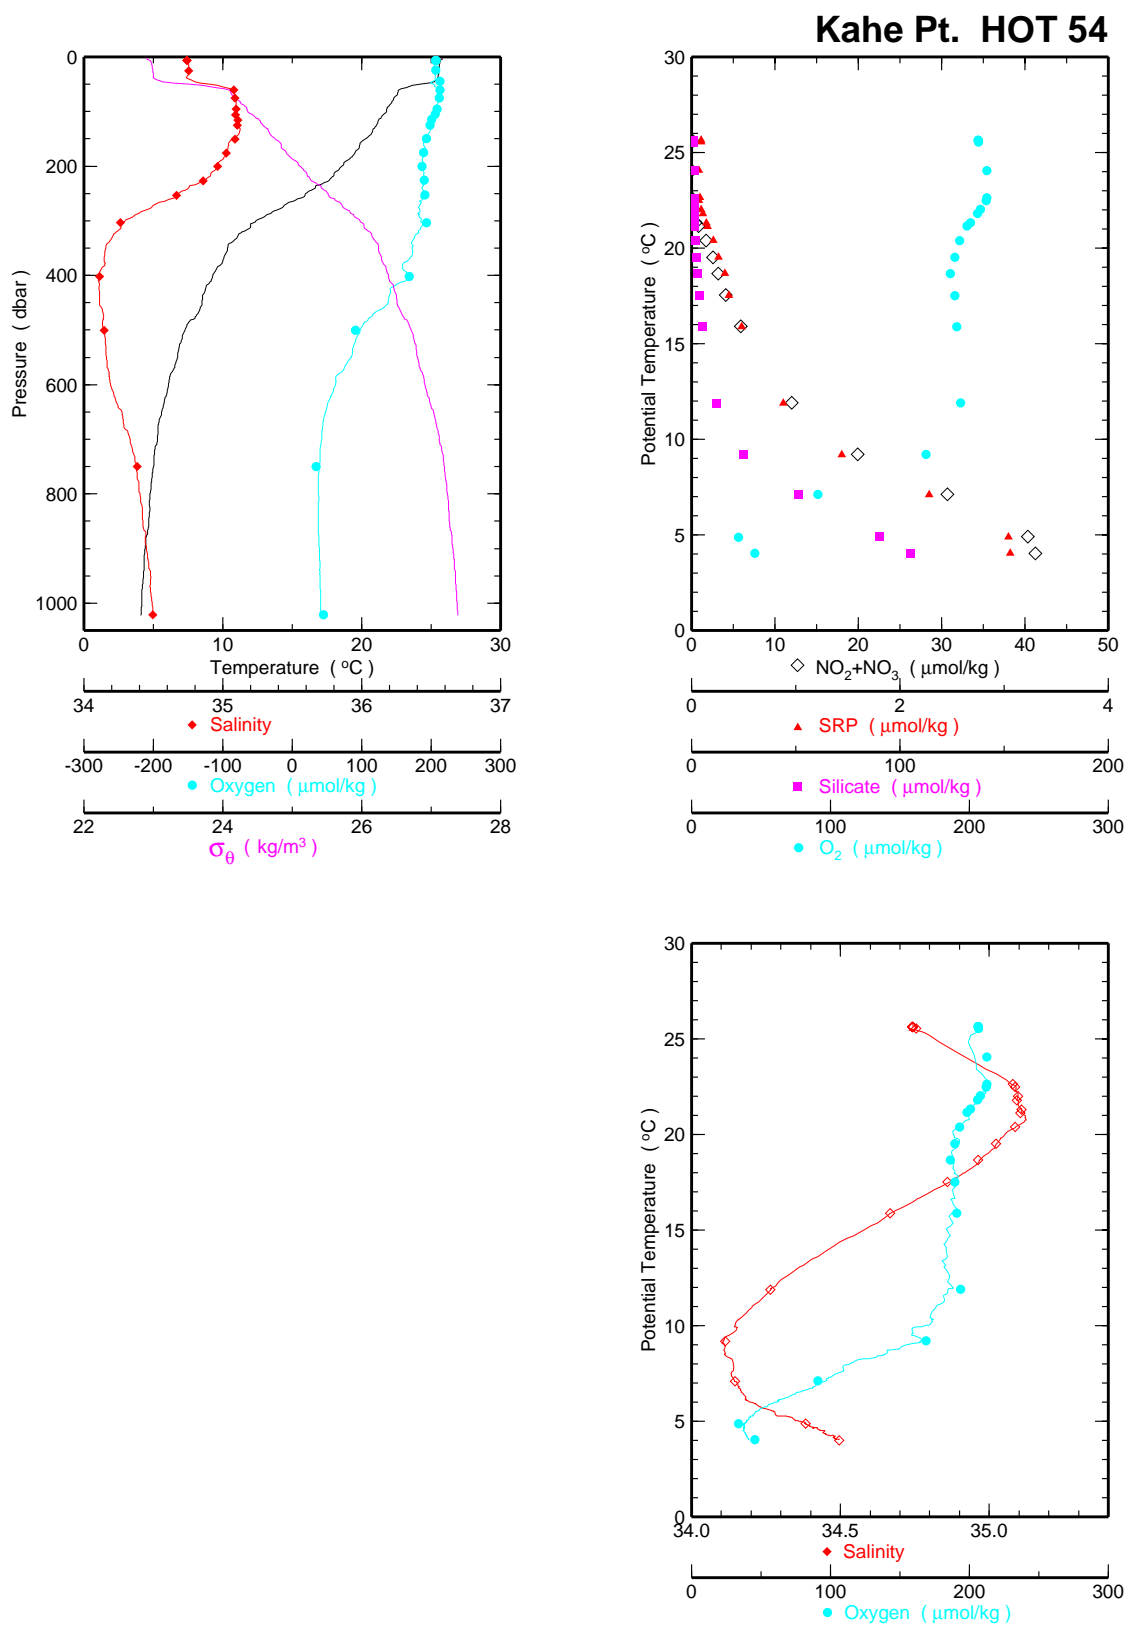 Kahe Pt. HOT 54
0
200
400
600
800
1000
Pressure ( dbar)
0 10 20 30
Temperature ( °C )
34 35 36 37
Salinity
-300 -200 -100 0 100 200 300
Oxygen ( μmol/kg )
22 24 26 28
σθ ( kg/m³ )
30
25
20
15
10
5
0
Potential Temperature ( °C)
0 10 20 30 40 50
NO₂+NO₃ ( μmol/kg )
0 2 4
SRP ( μmol/kg )
0 100 200
Silicate ( μmol/kg )
0 100 200 300
O₂ ( μmol/kg )
30
25
20
15
10
5
0
Potential Temperature ( °C)
34.0 34.5 35.0
Salinity
0 100 200 300
Oxygen ( μmol/kg )